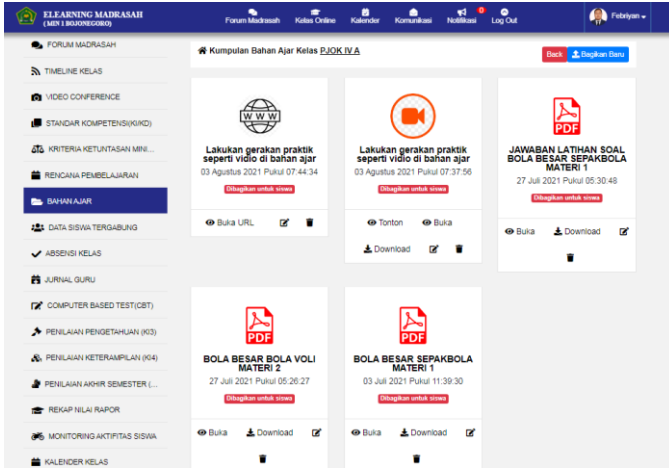 ELEARNING MADRASAH
(MIN 1 BOJONEGORO)
Forum Madrasah
Kelas Online
Kalender
Komunikasi
Notifikasi
0
Log Out
Febriyan
FORUM MADRASAH
TIMELINE KELAS
VIDEO CONFERENCE
STANDAR KOMPETENSI(KI/KD)
KRITERIA KETUNTASAN MINI...
RENCANA PEMBELAJARAN
BAHAN AJAR
DATA SISWA TERGABUNG
ABSENSI KELAS
JURNAL GURU
COMPUTER BASED TEST(CBT)
PENILAIAN PENGETAHUAN (KI3)
PENILAIAN KETERAMPILAN (KI4)
PENILAIAN AKHIR SEMESTER (...
REKAP NILAI RAPOR
MONITORING AKTIFITAS SISWA
KALENDER KELAS
Kumpulan Bahan Ajar Kelas PJOK IV A
Back
Bagikan Baru
WWW
Lakukan gerakan praktik
seperti vidio di bahan ajar
03 Agustus 2021 Pukul 07:44:34
Dibagikan untuk siswa
Buka URL
Lakukan gerakan praktik
seperti vidio di bahan ajar
03 Agustus 2021 Pukul 07:37:56
Dibagikan untuk siswa
Tonton
Buka
Download
PDF
JAWABAN LATIHAN SOAL
BOLA BESAR SEPAKBOLA
MATERI 1
27 Juli 2021 Pukul 05:30:48
Dibagikan untuk siswa
Buka
Download
PDF
BOLA BESAR BOLA VOLI
MATERI 2
27 Juli 2021 Pukul 05:26:27
Dibagikan untuk siswa
Buka
Download
PDF
BOLA BESAR SEPAKBOLA
MATERI 1
03 Juli 2021 Pukul 11:39:30
Dibagikan untuk siswa
Buka
Download